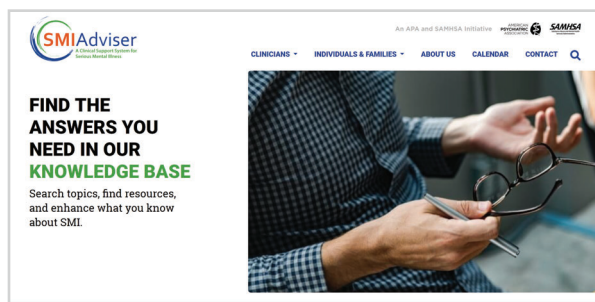 An APA and SAMHSA Initiative
AMERICAN
PSYCHIATRIC
ASSOCIATION
SAMHSA
SMIAdviser
A Clinical Support System for
Serious Mental Illness
CLINICIANS
INDIVIDUALS & FAMILIES
ABOUT US
CALENDAR
CONTACT
FIND THE
ANSWERS YOU
NEED IN OUR
KNOWLEDGE BASE
Search topics, find resources,
and enhance what you know
about SMI.